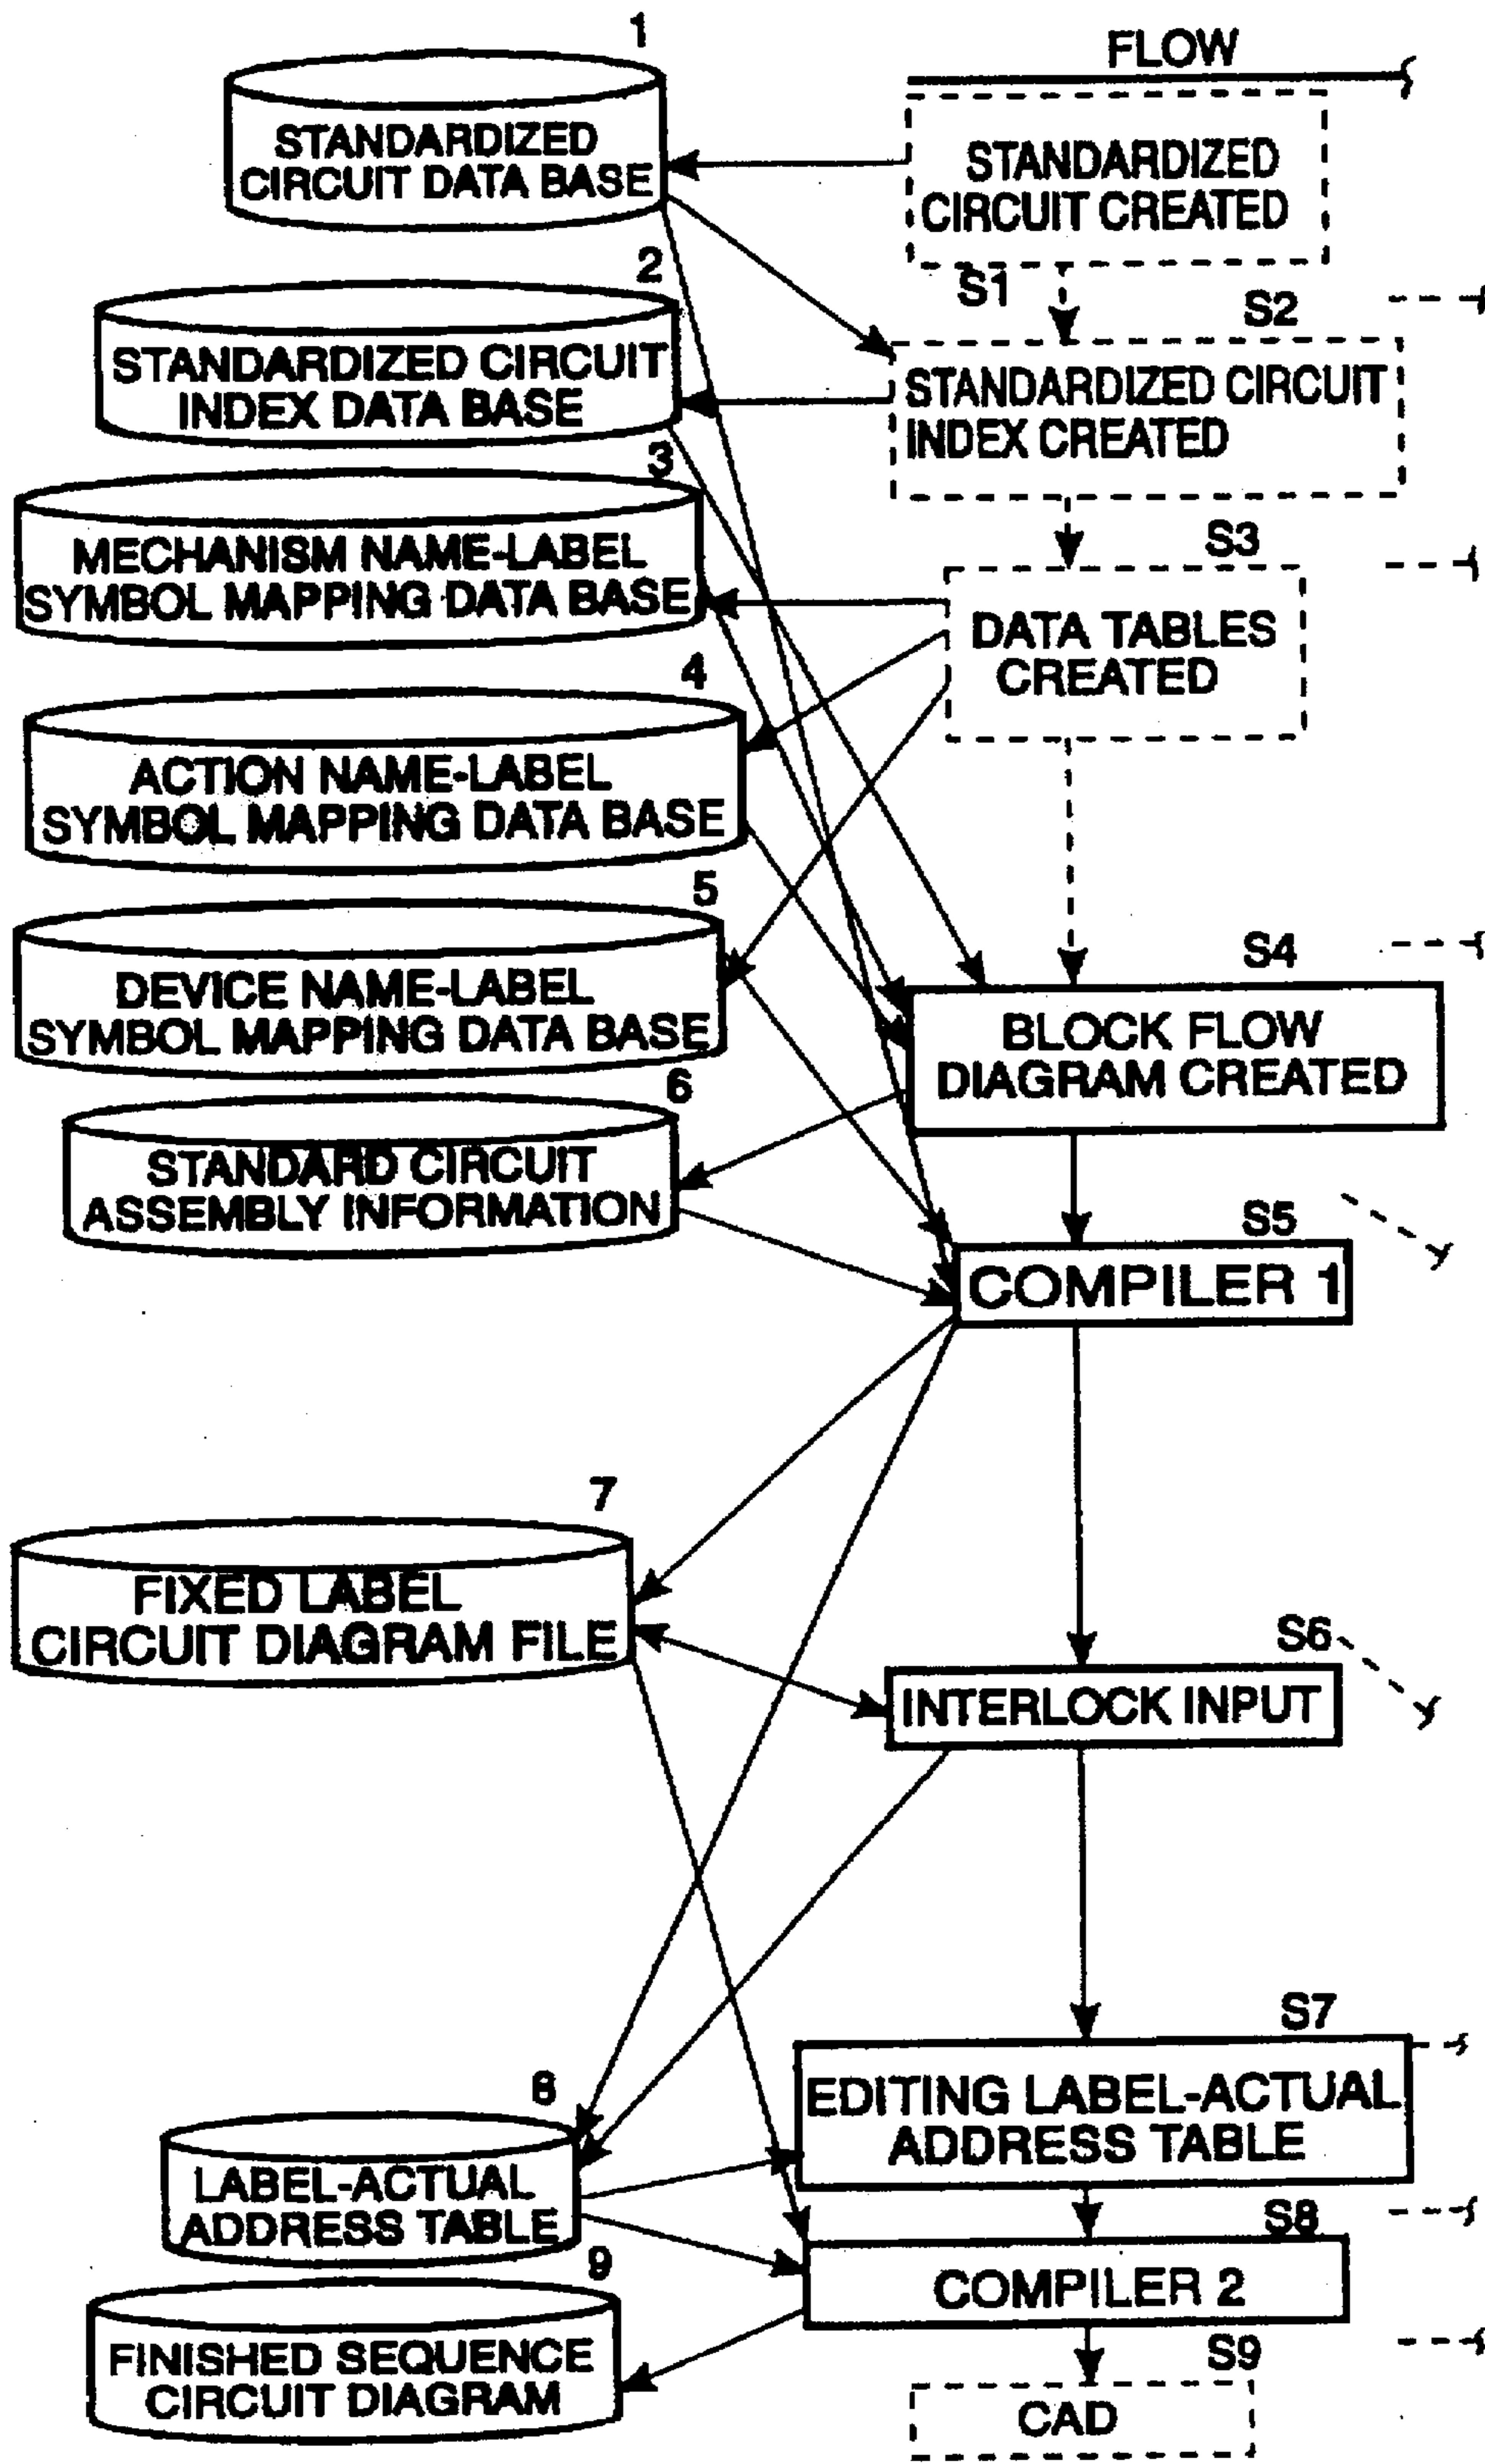 FLOW
1
STANDARDIZED
CIRCUIT DATA BASE
STANDARDIZED
CIRCUIT CREATED
S1
2
STANDARDIZED CIRCUIT
INDEX DATA BASE
S2
STANDARDIZED CIRCUIT
INDEX CREATED
3
MECHANISM NAME-LABEL
SYMBOL MAPPING DATA BASE
S3
DATA TABLES
CREATED
4
ACTION NAME-LABEL
SYMBOL MAPPING DATA BASE
5
DEVICE NAME-LABEL
SYMBOL MAPPING DATA BASE
S4
BLOCK FLOW
DIAGRAM CREATED
6
STANDARD CIRCUIT
ASSEMBLY INFORMATION
S5
COMPILER 1
7
FIXED LABEL
CIRCUIT DIAGRAM FILE
S6
INTERLOCK INPUT
S7
EDITING LABEL-ACTUAL
ADDRESS TABLE
8
LABEL-ACTUAL
ADDRESS TABLE
S8
COMPILER 2
9
FINISHED SEQUENCE
CIRCUIT DIAGRAM
S9
CAD